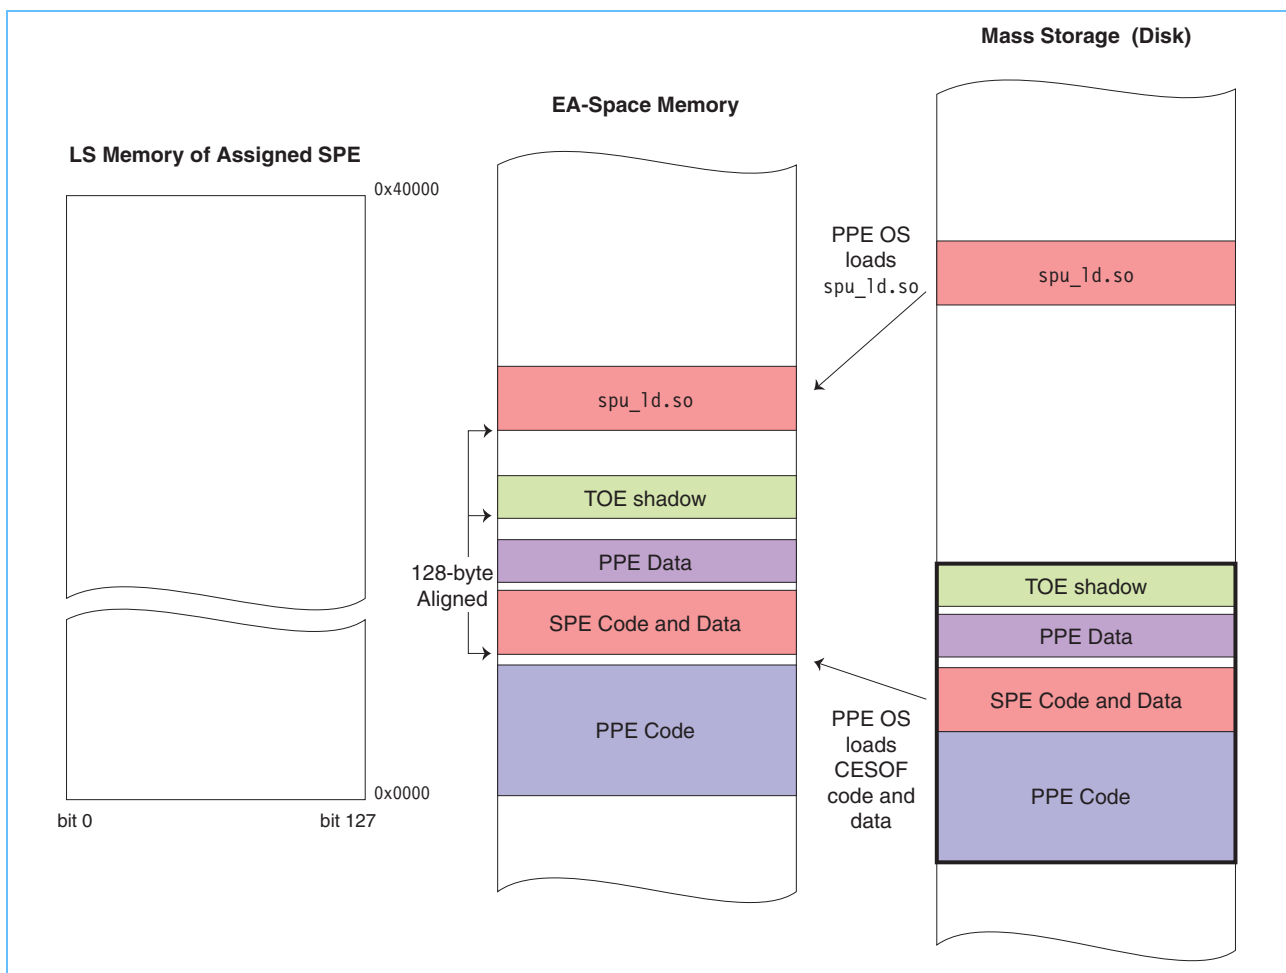 Mass Storage (Disk)
EA-Space Memory
LS Memory of Assigned SPE
0x40000
PPE OS
loads
spu_ld.so
spu_ld.so
spu_ld.so
TOE shadow
PPE Data
128-byte
Aligned
SPE Code and Data
PPE Code
TOE shadow
PPE Data
SPE Code and Data
PPE Code
PPE OS
loads
CESOF
code and
data
0x0000
bit 0
bit 127